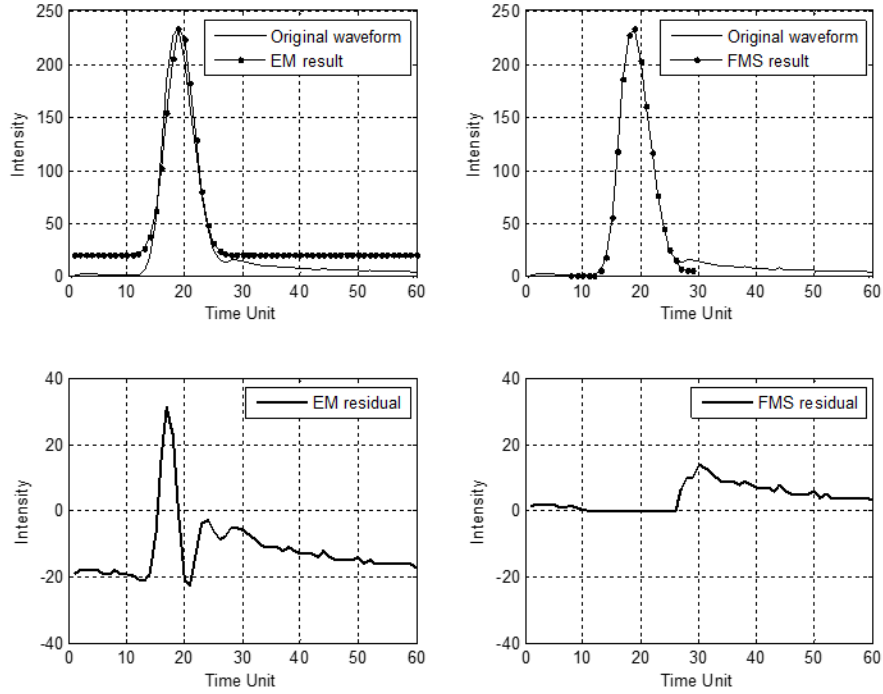 250
200
150
100
50
0
Intensity
Original waveform
EM result
0 10 20 30 40 50 60
Time Unit
250
200
150
100
50
0
Intensity
Original waveform
FMS result
0 10 20 30 40 50 60
Time Unit
40
20
0
-20
-40
Intensity
EM residual
0 10 20 30 40 50 60
Time Unit
40
20
0
-20
-40
Intensity
FMS residual
0 10 20 30 40 50 60
Time Unit